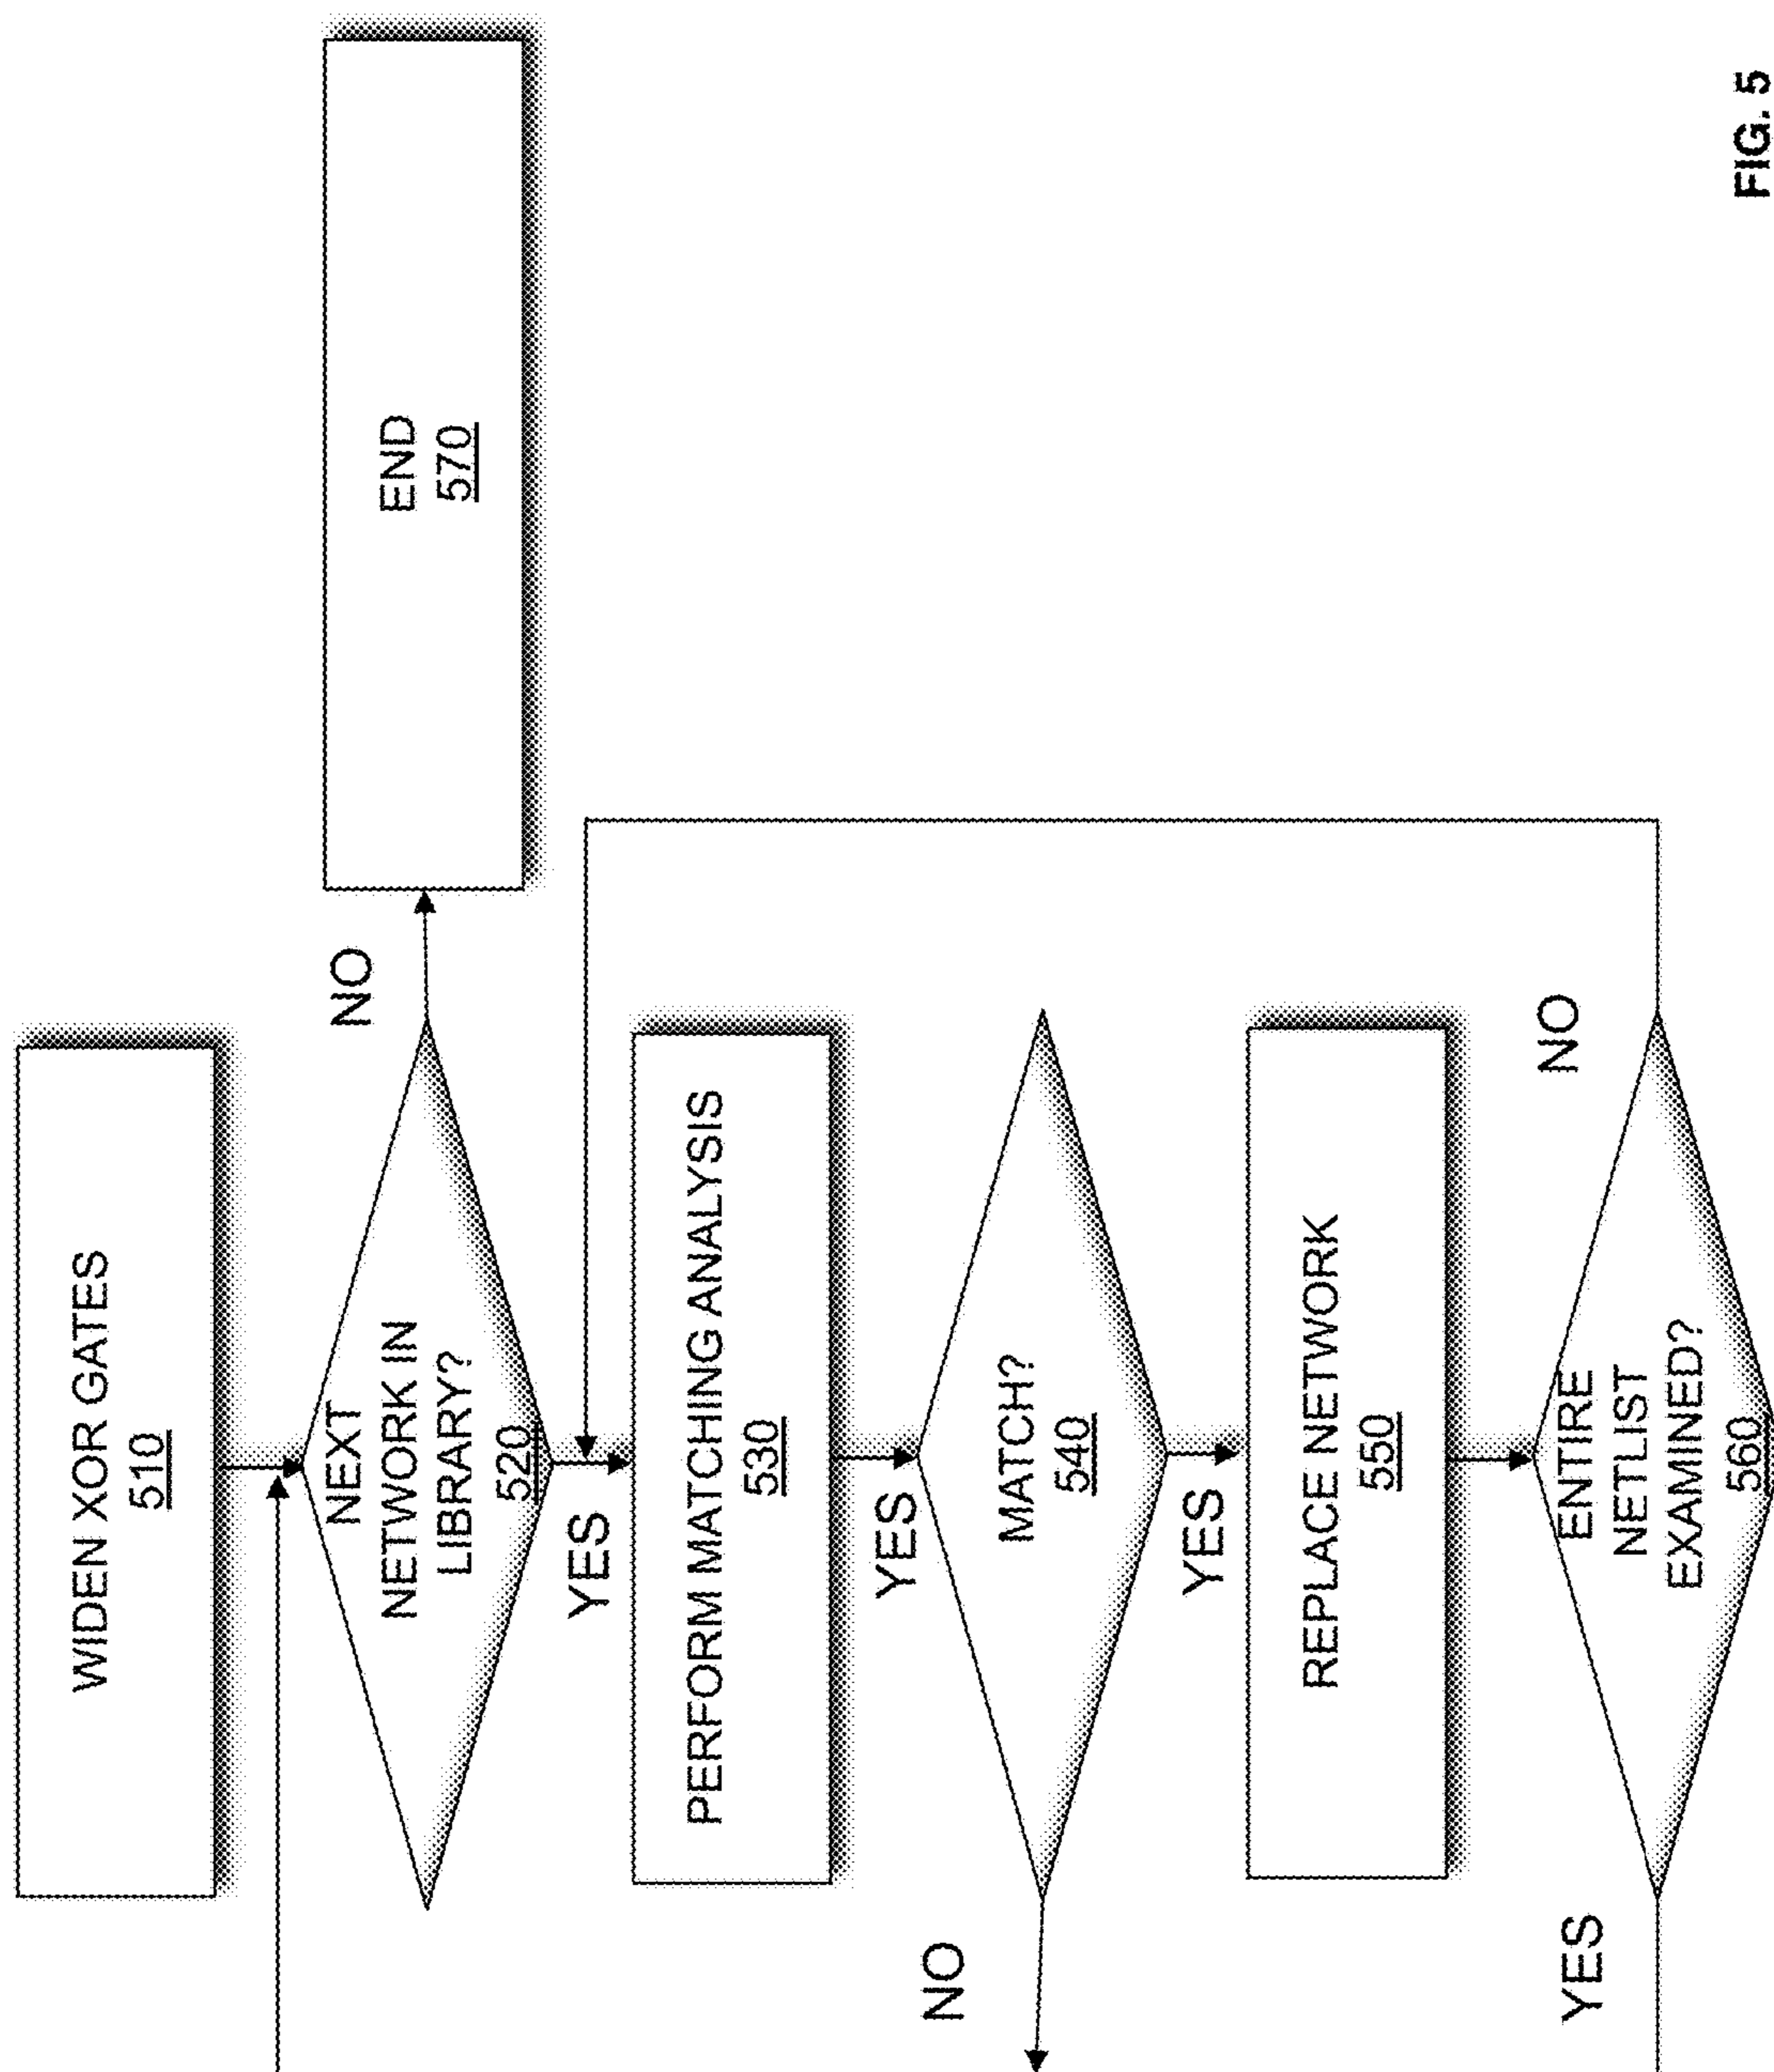 WIDEN XOR GATES
510
NEXT
NETWORK IN
LIBRARY?
520
NO
END
570
YES
PERFORM MATCHING ANALYSIS
530
YES
MATCH?
540
NO
YES
REPLACE NETWORK
550
ENTIRE
NETLIST
EXAMINED?
560
YES
NO
FIG. 5